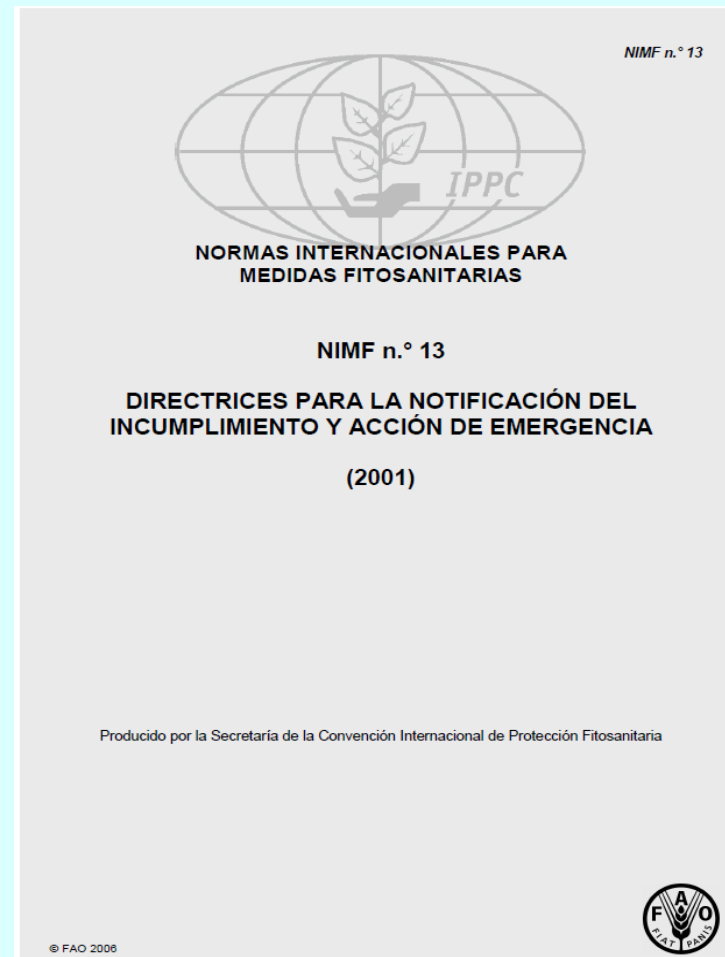 NIMF n.° 13
IPPC
NORMAS INTERNACIONALES PARA
MEDIDAS FITOSANITARIAS
NIMF n.° 13
DIRECTRICES PARA LA NOTIFICACIÓN DEL
INCUMPLIMIENTO Y ACCIÓN DE EMERGENCIA
(2001)
Producido por la Secretaría de la Convención Internacional de Protección Fitosanitaria
FAO
FIAT PANIS
© FAO 2006